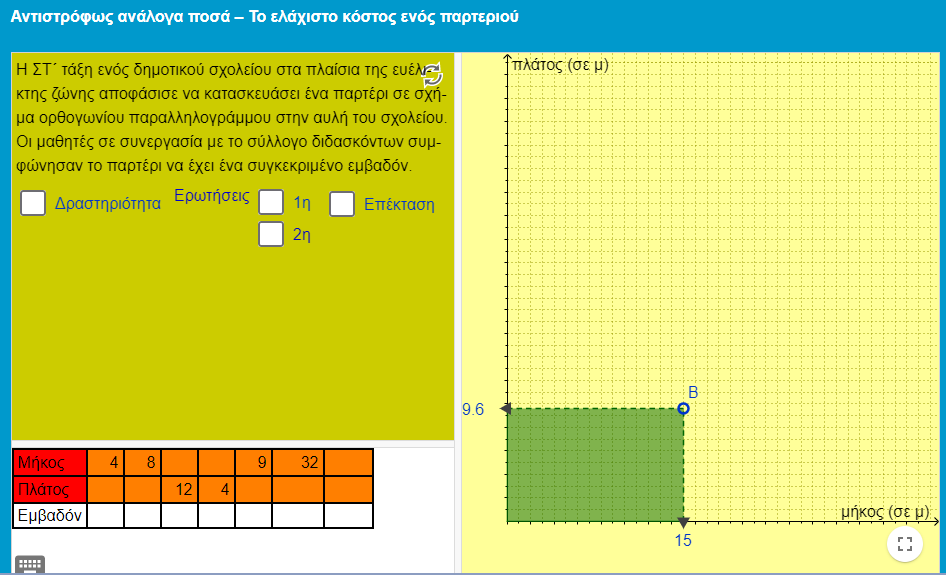 Αντιστρόφως ανάλογα ποσά – Το ελάχιστο κόστος ενός παρτεριού
Η ΣΤ΄ τάξη ενός δημοτικού σχολείου στα πλαίσια της ευέλι-
κτης ζώνης αποφάσισε να κατασκευάσει ένα παρτέρι σε σχή-
μα ορθογωνίου παραλληλογράμμου στην αυλή του σχολείου.
Οι μαθητές σε συνεργασία με το σύλλογο διδασκόντων συμ-
φώνησαν το παρτέρι να έχει ένα συγκεκριμένο εμβαδόν.
Δραστηριότητα Ερωτήσεις 1η Επέκταση
2η
Μήκος 4 8 9 32
Πλάτος 12 4
Εμβαδόν
πλάτος (σε μ)
B
9.6
μήκος (σε μ)
15